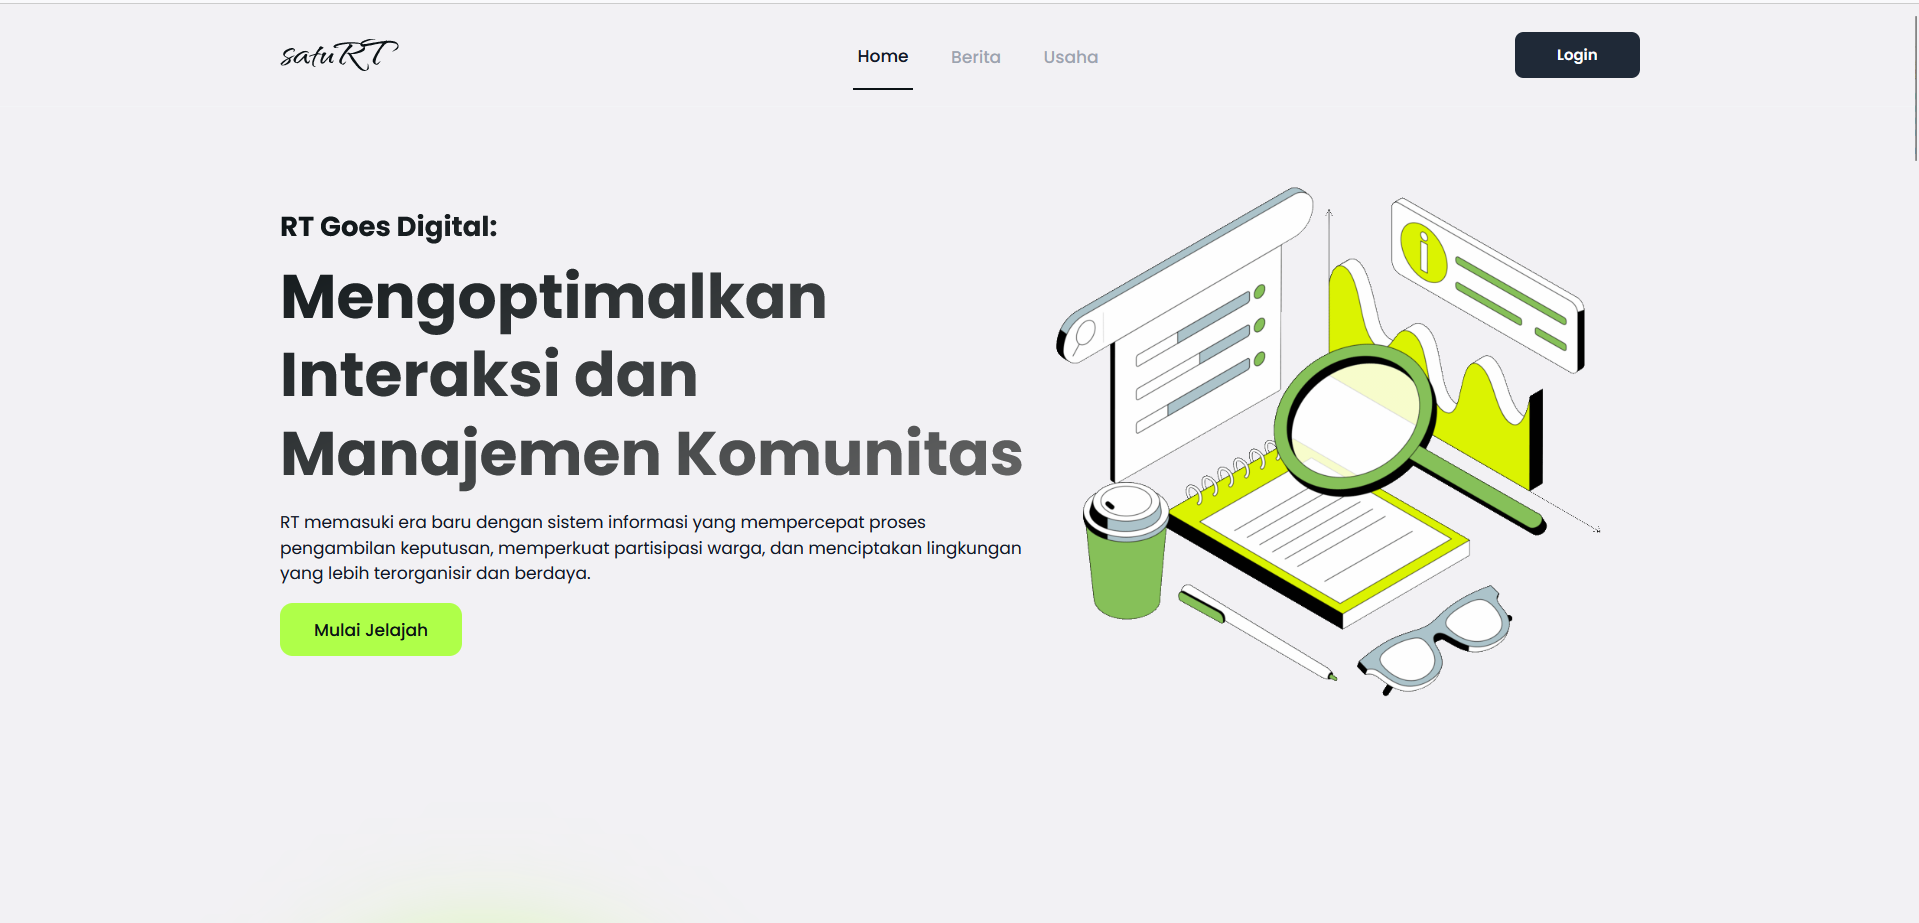 satuRT
Home
Berita
Usaha
Login
RT Goes Digital:
Mengoptimalkan
Interaksi dan
Manajemen Komunitas
RT memasuki era baru dengan sistem informasi yang mempercepat proses
pengambilan keputusan, memperkuat partisipasi warga, dan menciptakan lingkungan
yang lebih terorganisir dan berdaya.
Mulai Jelajah
i